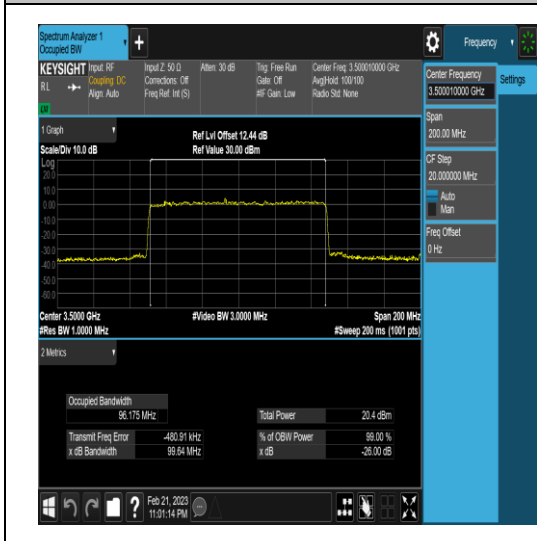 Spectrum Analyzer 1
Occupied BW
+
Frequency
KEYSIGHT
RL
Input: RF
Coupling: DC
Align: Auto
Input Z: 50 Ω
Corrections: Off
Freq Ref: Int (S)
Atten: 30 dB
Trig: Free Run
Gate: Off
#IF Gain: Low
Center Freq: 3.500010000 GHz
Avg|Hold: 100/100
Radio Std: None
Center Frequency
3.500010000 MHz
Settings
Span
200.00 MHz
CF Step
20.000000 MHz
Auto
Man
Freq Offset
0 Hz
1 Graph
Ref Lvl Offset 12.44 dB
Scale/Div 10.0 dB
Ref Value 30.00 dBm
Log
20.0
10.0
0.00
-10.0
-20.0
-30.0
-40.0
-50.0
-60.0
Center 3.5000 GHz
#Video BW 3.0000 MHz
Span 200 MHz
#Res BW 1.0000 MHz
#Sweep 200 ms (1001 pts)
2 Metrics
Occupied Bandwidth
96.175 MHz
Total Power 20.4 dBm
Transmit Freq Error -480.91 kHz
% of OBW Power 99.00 %
x dB Bandwidth 99.64 MHz
x dB -26.00 dB
?
Feb 21, 2023
11:01:14 PM